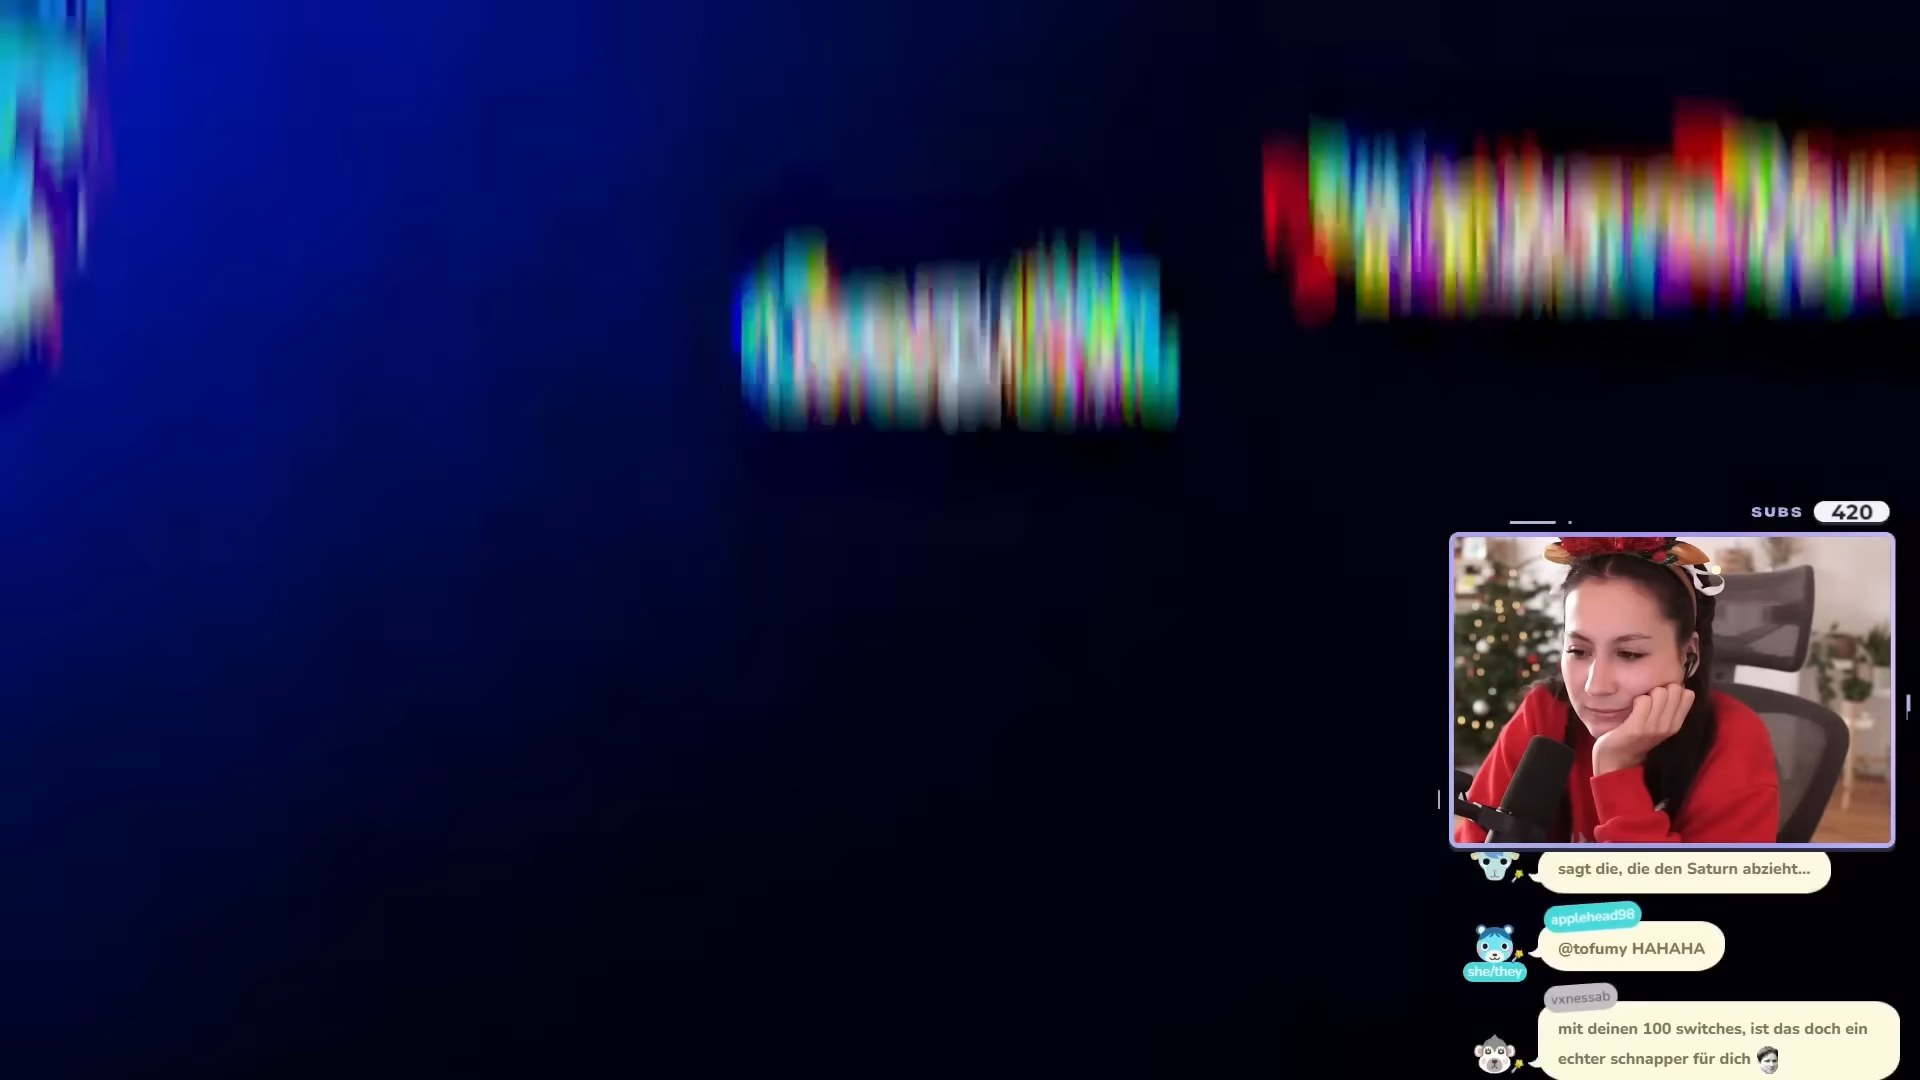 SUBS 420
sagt die, die den Saturn abzieht...
applehead98
@tofumy HAHAHA
she/they
vxnessab
mit deinen 100 switches, ist das doch ein
echter schnapper für dich